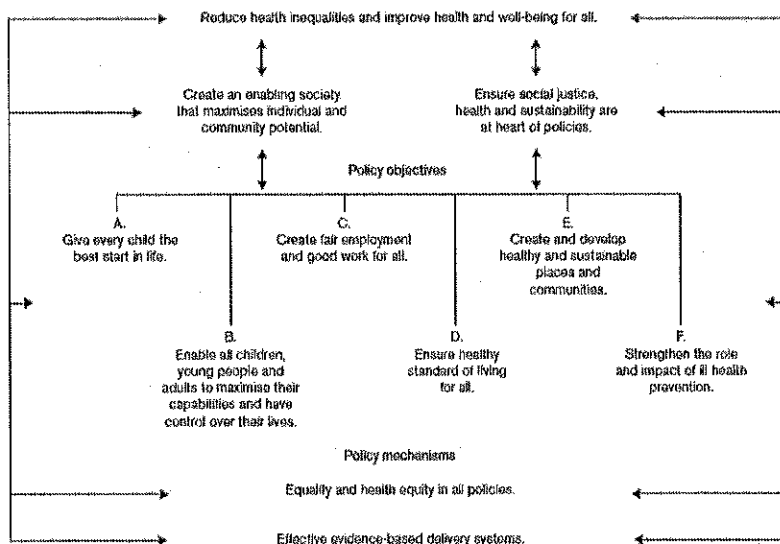 Reduce health inequalities and improve health and well-being for all.
Create an enabling society
that maximises individual and
community potential.
Ensure social justice,
health and sustainability are
at heart of policies.
Policy objectives
A.
Give every child the
best start in life.
C.
Create fair employment
and good work for all.
E.
Create and develop
healthy and sustainable
places and
communities.
B.
Enable all children,
young people and
adults to maximise their
capabilities and have
control over their lives.
D.
Ensure healthy
standard of living
for all.
F.
Strengthen the role
and impact of ill health
prevention.
Policy mechanisms
Equality and health equity in all policies.
Effective evidence-based delivery systems.